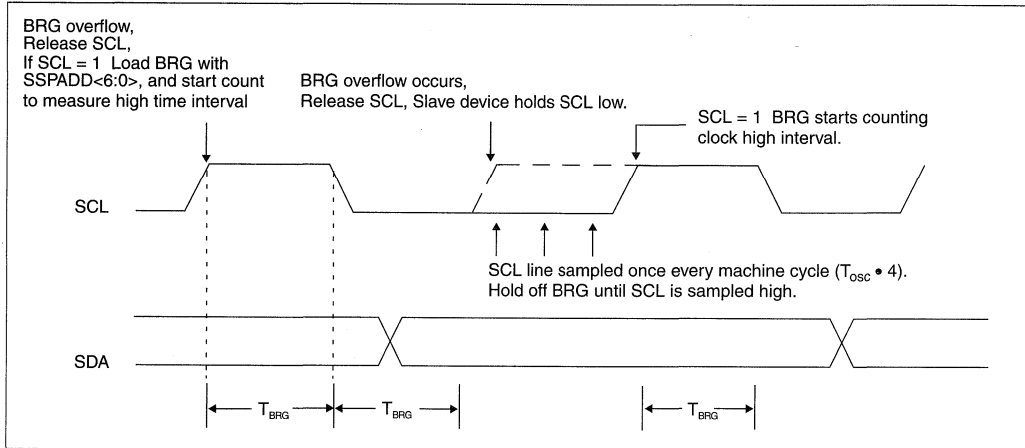 BRG overflow,
Release SCL,
If SCL = 1 Load BRG with
SSPADD<6:0>, and start count
to measure high time interval
BRG overflow occurs,
Release SCL, Slave device holds SCL low.
SCL = 1 BRG starts counting
clock high interval.
SCL
SCL line sampled once every machine cycle (Tosc • 4).
Hold off BRG until SCL is sampled high.
SDA
TBRG
TBRG
TBRG